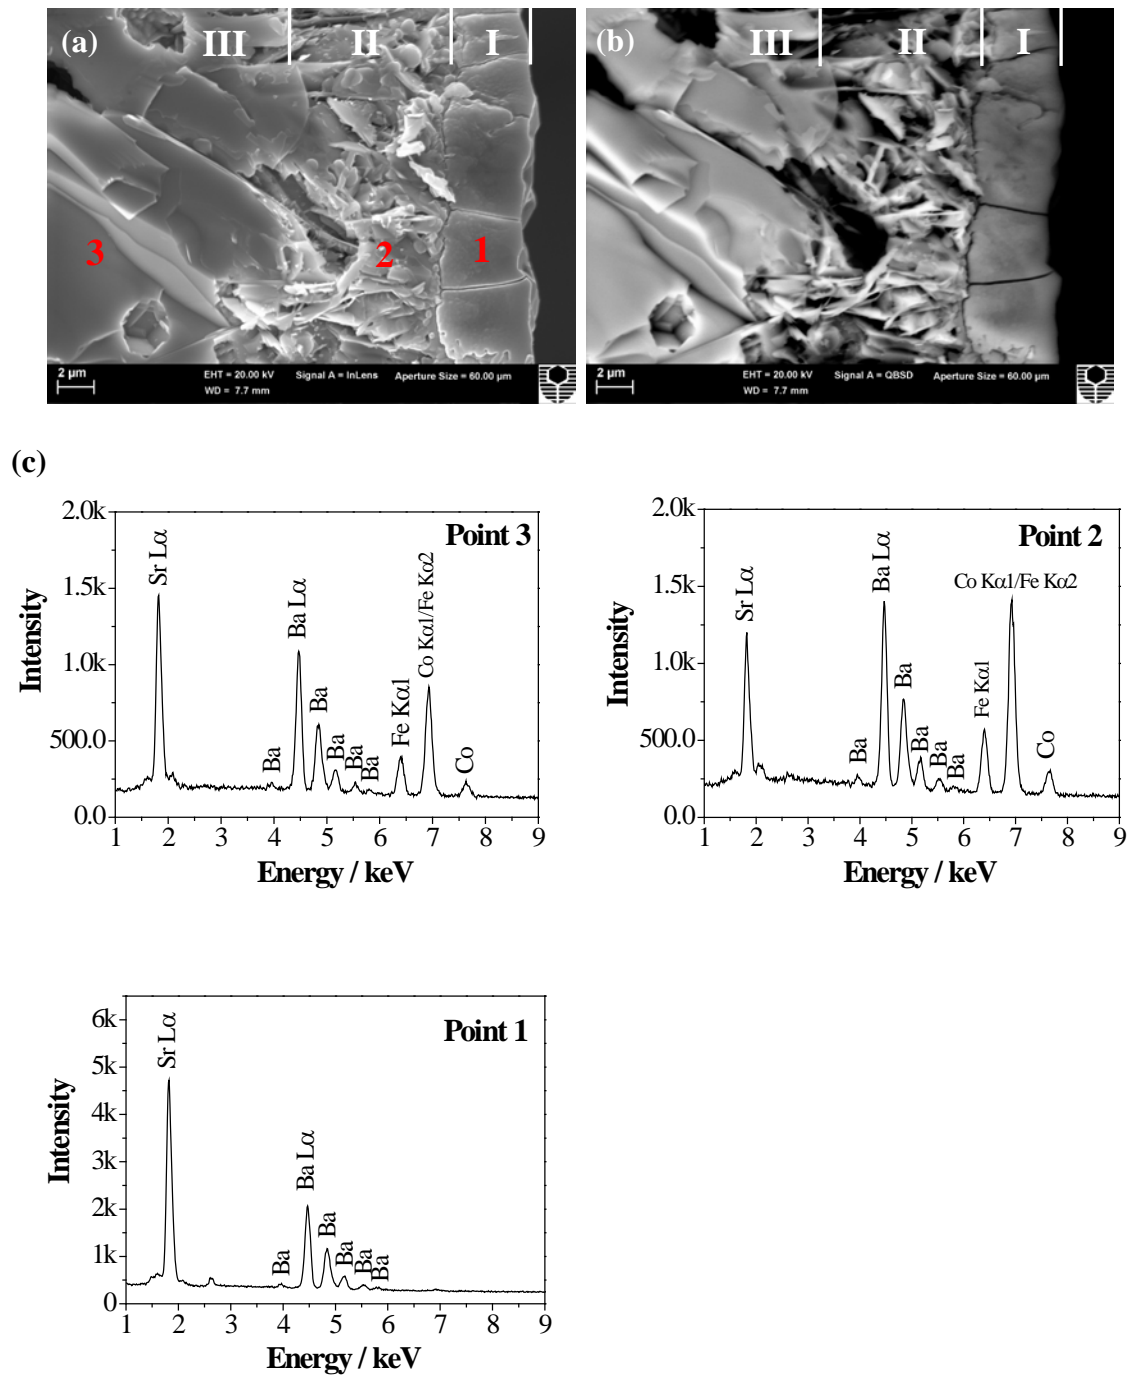 (a) III II I
3 2 1
2 µm EHT = 20.00 kV Signal A = InLens Aperture Size = 60.00 µm
WD = 7.7 mm
(b) III II I
2 µm EHT = 20.00 kV Signal A = QBSD Aperture Size = 60.00 µm
WD = 7.7 mm
(c)
Point 3
Intensity
2.0k
1.5k
1.0k
500.0
0.0
Sr Lα
Ba
Ba Lα
Ba
Ba
Ba
Ba
Fe Kα1
Co Kα1/Fe Kα2
Co
1 2 3 4 5 6 7 8 9
Energy / keV
Point 2
Intensity
2.0k
1.5k
1.0k
500.0
0.0
Sr Lα
Ba
Ba Lα
Ba
Ba
Ba
Ba
Fe Kα1
Co Kα1/Fe Kα2
Co
1 2 3 4 5 6 7 8 9
Energy / keV
Point 1
Intensity
6k
5k
4k
3k
2k
1k
0
Sr Lα
Ba
Ba Lα
Ba
Ba
Ba
Ba
1 2 3 4 5 6 7 8 9
Energy / keV